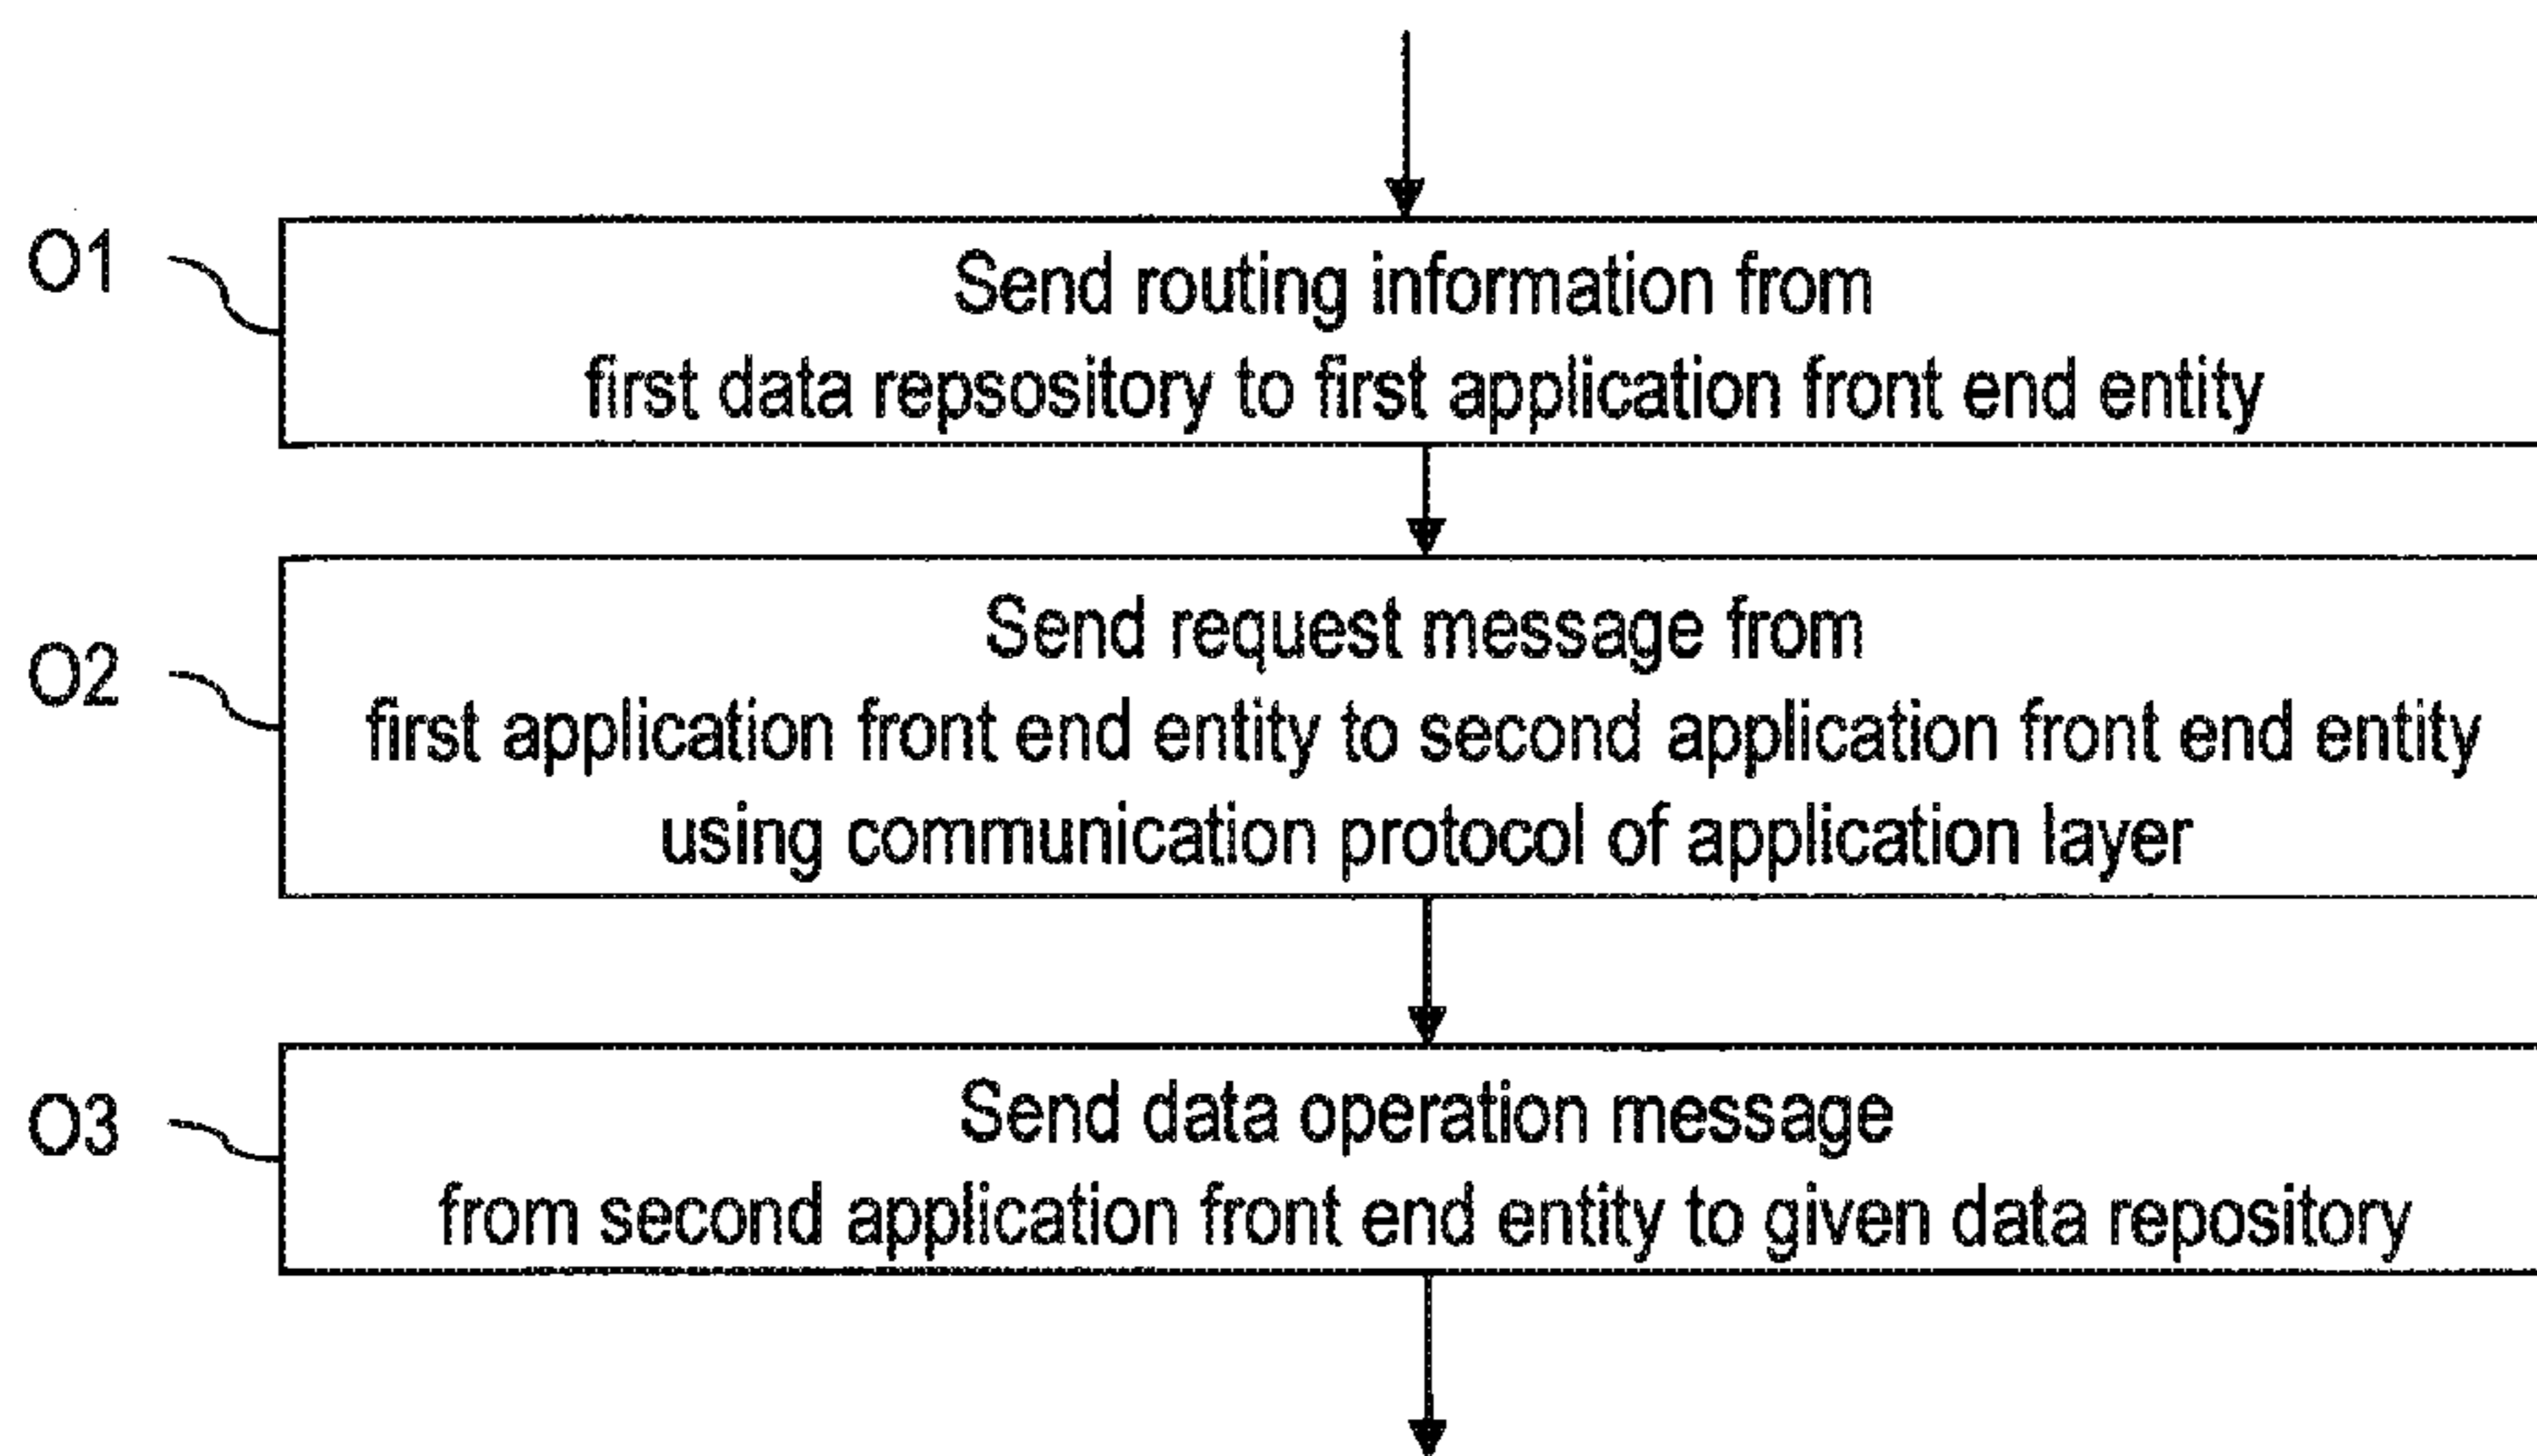 O1
Send routing information from
first data repsository to first application front end entity
O2
Send request message from
first application front end entity to second application front end entity
using communication protocol of application layer
O3
Send data operation message
from second application front end entity to given data repository